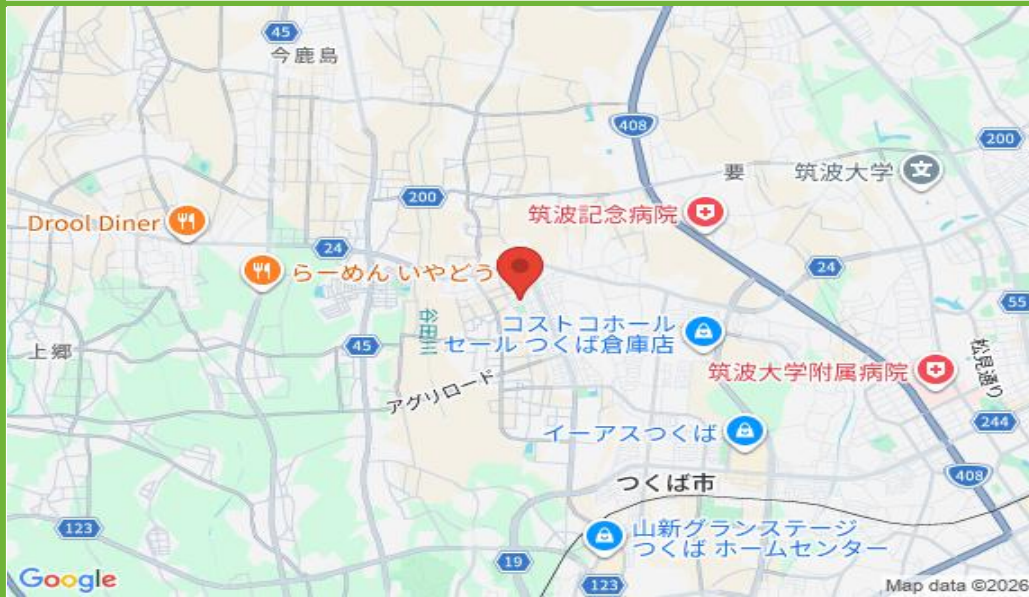 45
今鹿島
408
200
要
筑波大学
200
筑波記念病院
Drool Diner
24
らーめん いやどう
24
55
谷田川
コストコホール
セール つくば倉庫店
上郷
45
筑波大学附属病院
松見通り
アグリロード
イーアスつくば
244
つくば市
408
123
山新グランステージ
つくば ホームセンター
19
123
Google
Map data ©2026